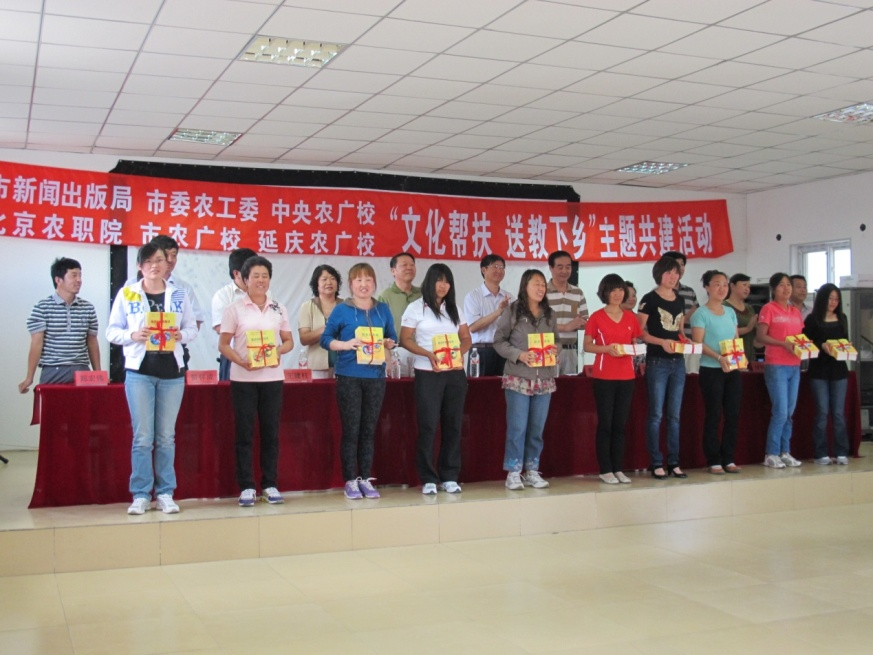 市新闻出版局 市委农工委 中央农广校
北京农职院 市农广校 延庆农广校
“文化帮扶 送教下乡”主题共建活动